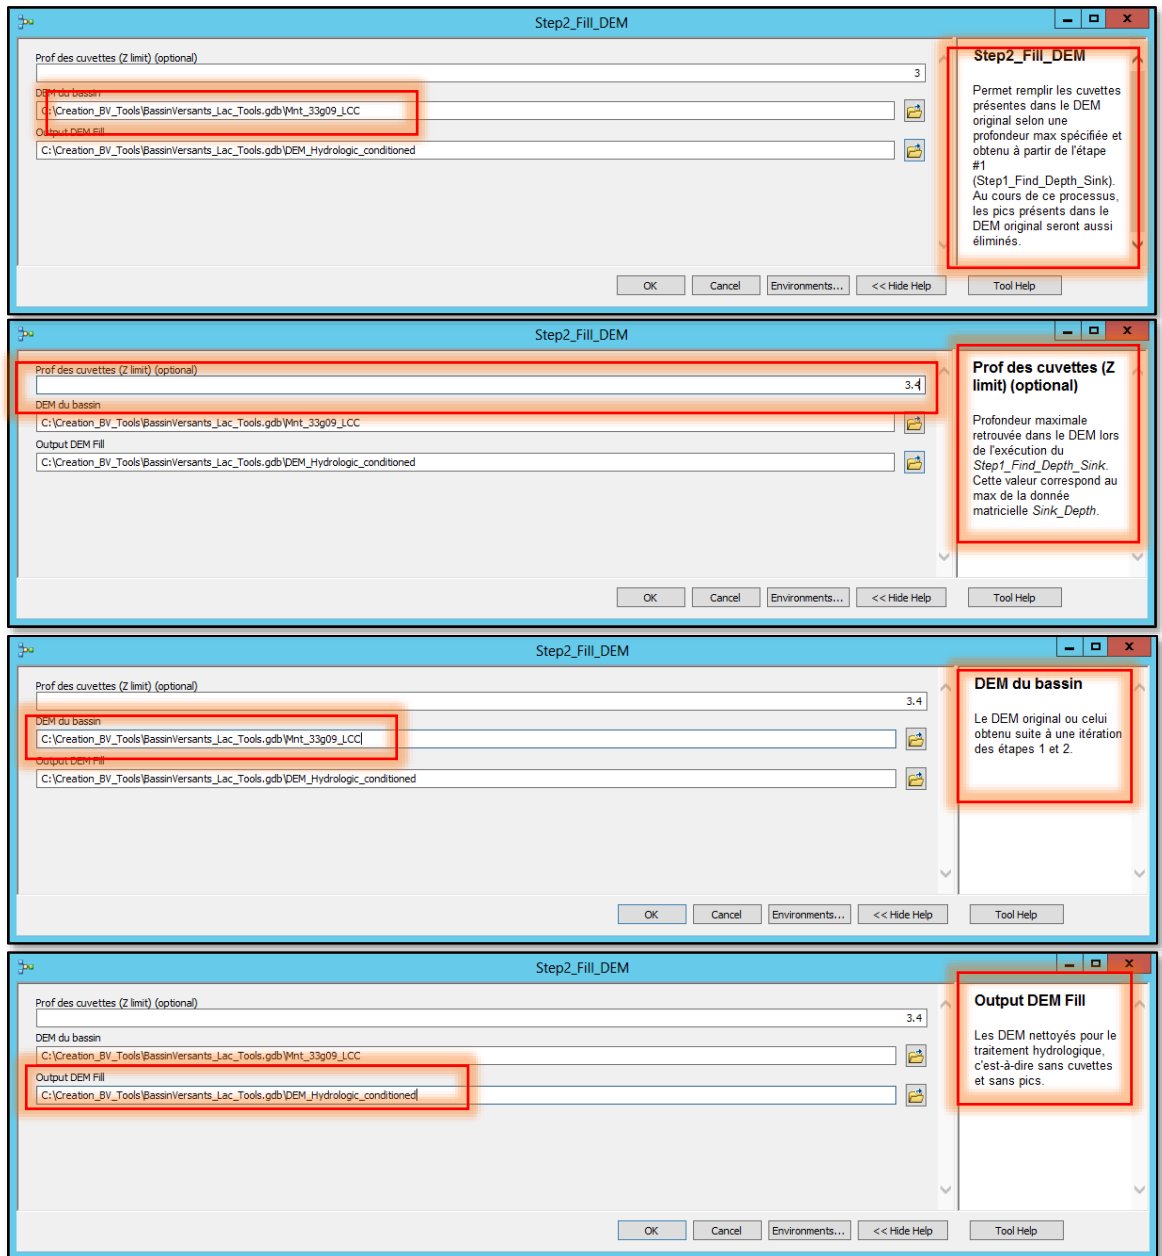 Step2_Fill_DEM
Prof des cuvettes (Z limit) (optional)
3
DEM du bassin
C:\Creation_BV_Tools\BassinVersants_Lac_Tools.gdb\Mnt_33g09_LCC
Output DEM Fill
C:\Creation_BV_Tools\BassinVersants_Lac_Tools.gdb\DEM_Hydrologic_conditioned
Step2_Fill_DEM
Permet remplir les cuvettes
présentes dans le DEM
original selon une
profondeur max spécifiée et
obtenu à partir de l'étape
#1
(Step1_Find_Depth_Sink).
Au cours de ce processus,
les pics présents dans le
DEM original seront aussi
éliminés.
OK Cancel Environments... << Hide Help Tool Help
Step2_Fill_DEM
Prof des cuvettes (Z limit) (optional)
3.4
DEM du bassin
C:\Creation_BV_Tools\BassinVersants_Lac_Tools.gdb\Mnt_33g09_LCC
Output DEM Fill
C:\Creation_BV_Tools\BassinVersants_Lac_Tools.gdb\DEM_Hydrologic_conditioned
Prof des cuvettes (Z
limit) (optional)
Profondeur maximale
retrouvée dans le DEM lors
de l'exécution du
Step1_Find_Depth_Sink.
Cette valeur correspond au
max de la donnée
matricielle Sink_Depth.
OK Cancel Environments... << Hide Help Tool Help
Step2_Fill_DEM
Prof des cuvettes (Z limit) (optional)
3.4
DEM du bassin
C:\Creation_BV_Tools\BassinVersants_Lac_Tools.gdb\Mnt_33g09_LCC
Output DEM Fill
C:\Creation_BV_Tools\BassinVersants_Lac_Tools.gdb\DEM_Hydrologic_conditioned
DEM du bassin
Le DEM original ou celui
obtenu suite à une itération
des étapes 1 et 2.
OK Cancel Environments... << Hide Help Tool Help
Step2_Fill_DEM
Prof des cuvettes (Z limit) (optional)
3.4
DEM du bassin
C:\Creation_BV_Tools\BassinVersants_Lac_Tools.gdb\Mnt_33g09_LCC
Output DEM Fill
C:\Creation_BV_Tools\BassinVersants_Lac_Tools.gdb\DEM_Hydrologic_conditioned
Output DEM Fill
Les DEM nettoyés pour le
traitement hydrologique,
c'est-à-dire sans cuvettes
et sans pics.
OK Cancel Environments... << Hide Help Tool Help